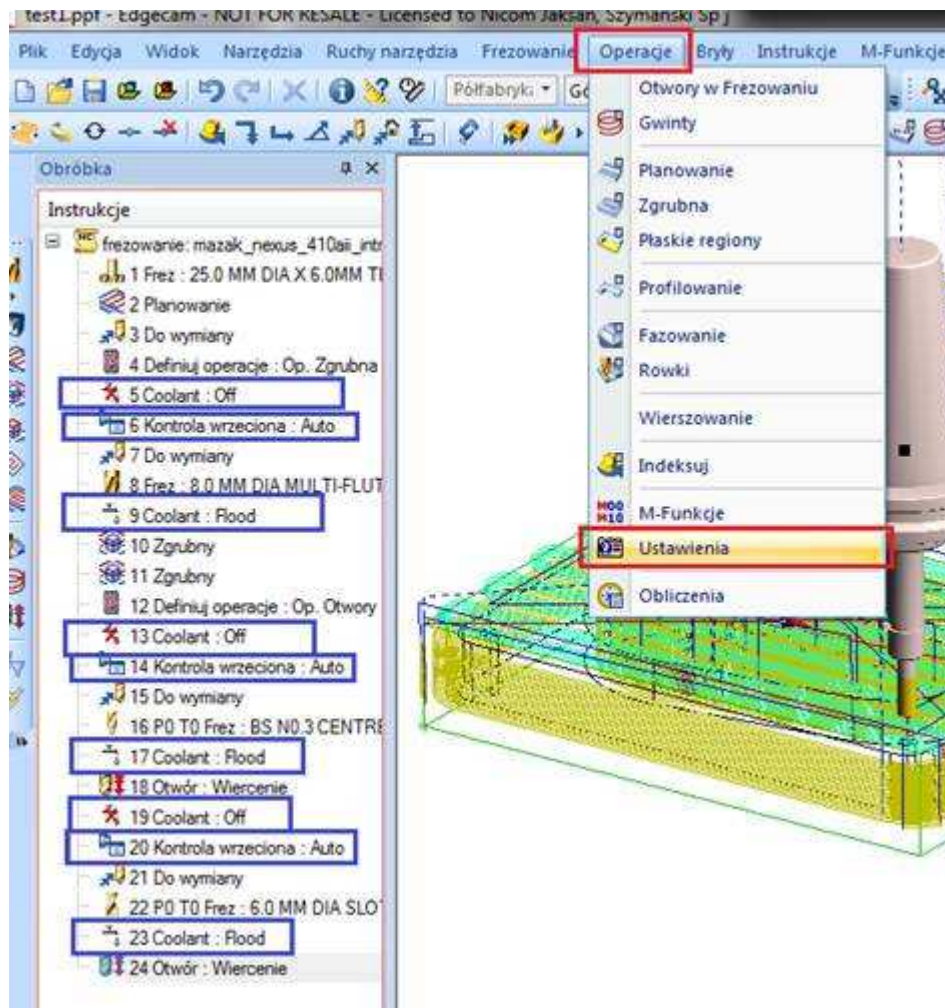 test1.ppf - Edgecam - NOT FOR RESALE - Licensed to Nicom Jaksan, Szymanski Sp j
Plik Edycja Widok Narzędzia Ruchy narzędzia Frezowanie Operacje Bryły Instrukcje M-Funkcje
Półfabryk
Otwory w Frezowaniu
Gwinty
Planowanie
Zgrubna
Płaskie regiony
Profilowanie
Fazowanie
Rowki
Wierszowanie
Indeksuj
M-Funkcje
Ustawienia
Obliczenia
Obróbka
Instrukcje
frezowanie: mazak_nexus_410aii_intr
1 Frez : 25.0 MM DIA X 6.0MM TI
2 Planowanie
3 Do wymiany
4 Definiuj operacje : Op. Zgrubna
5 Coolant : Off
6 Kontrola wrzeciona : Auto
7 Do wymiany
8 Frez : 8.0 MM DIA MULTI-FLUT
9 Coolant : Flood
10 Zgrubny
11 Zgrubny
12 Definiuj operacje : Op. Otwory
13 Coolant : Off
14 Kontrola wrzeciona : Auto
15 Do wymiany
16 P0 T0 Frez : BS N0.3 CENTRE
17 Coolant : Flood
18 Otwór : Wiercenie
19 Coolant : Off
20 Kontrola wrzeciona : Auto
21 Do wymiany
22 P0 T0 Frez : 6.0 MM DIA SLO
23 Coolant : Flood
24 Otwór : Wiercenie